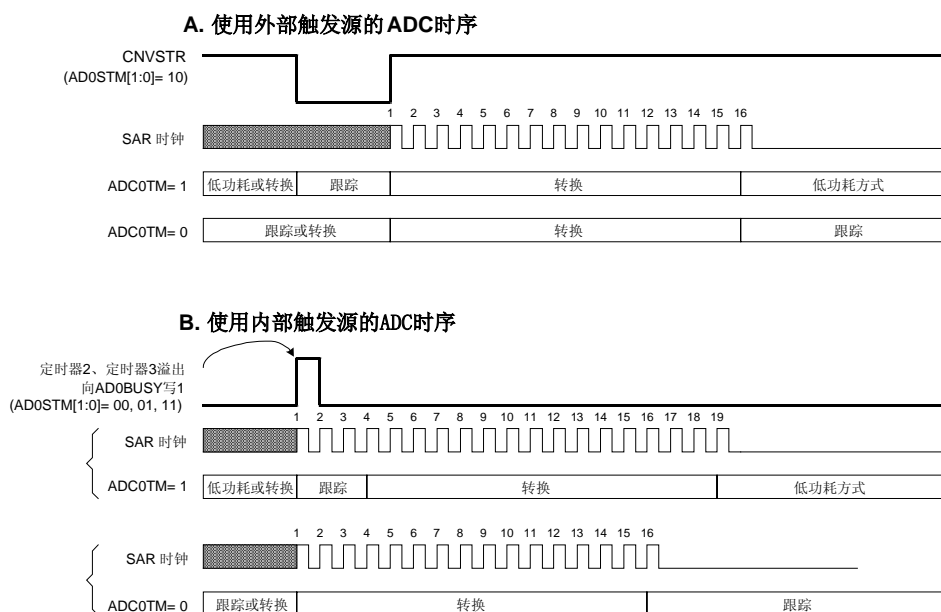 A. 使用外部触发源的ADC时序
CNVSTR
(AD0STM[1:0]= 10)
1 2 3 4 5 6 7 8 9 10 11 12 13 14 15 16
SAR 时钟
ADC0TM= 1 低功耗或转换 跟踪 转换 低功耗方式
ADC0TM= 0 跟踪或转换 转换 跟踪
B. 使用内部触发源的ADC时序
定时器2、定时器3溢出
向AD0BUSY写1
(AD0STM[1:0]= 00, 01, 11)
1 2 3 4 5 6 7 8 9 10 11 12 13 14 15 16 17 18 19
SAR 时钟
ADC0TM= 1 低功耗或转换 跟踪 转换 低功耗方式
1 2 3 4 5 6 7 8 9 10 11 12 13 14 15 16
SAR 时钟
ADC0TM= 0 跟踪或转换 转换 跟踪